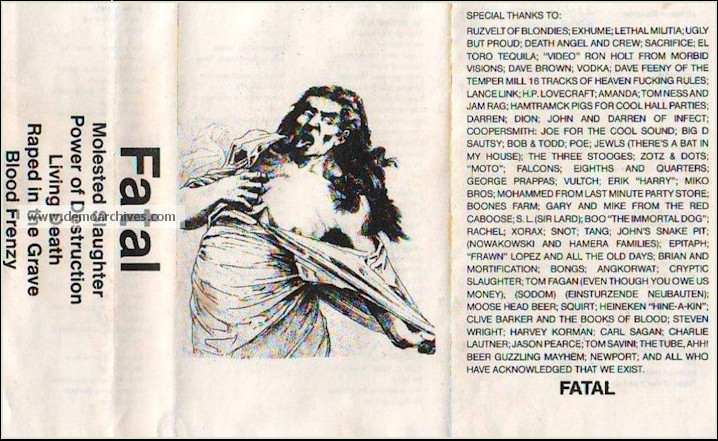 Fatal
Molested Slaughter
Power of Destruction
Living Death
Raped in the Grave
Blood Frenzy
www.demoarchives.com
SPECIAL THANKS TO:
RUZVELT OF BLONDIES; EXHUME; LETHAL MILITIA; UGLY
BUT PROUD; DEATH ANGEL AND CREW; SACRIFICE; EL
TORO TEQUILA; "VIDEO" RON HOLT FROM MORBID
VISIONS; DAVE BROWN; VODKA; DAVE FEENY OF THE
TEMPER MILL 16 TRACKS OF HEAVEN FUCKING RULES;
LANCE LINK; H.P. LOVECRAFT; AMANDA; TOM NESS AND
JAM RAG; HAMTRAMCK PIGS FOR COOL HALL PARTIES;
DARREN; DION; JOHN AND DARREN OF INFECT;
COOPERSMITH: JOE FOR THE COOL SOUND; BIG D
SAUTSY; BOB & TODD; POE; JEWLS (THERE'S A BAT IN
MY HOUSE); THE THREE STOOGES; ZOTZ & DOTS;
"MOTO"; FALCONS; EIGHTHS AND QUARTERS;
GEORGE PRAPPAS; VULTCH; ERIK "HARRY"; MIKO
BROS; MOHAMMED FROM LAST MINUTE PARTY STORE;
BOONES FARM; GARY AND MIKE FROM THE RED
CABOOSE; S. L. (SIR LARD); BOO "THE IMMORTAL DOG";
RACHEL; XORAX; SNOT; TANG; JOHN'S SNAKE PIT;
(NOWAKOWSKI AND HAMERA FAMILIES); EPITAPH;
"FRAWN" LOPEZ AND ALL THE OLD DAYS; BRIAN AND
MORTIFICATION; BONGS; ANGKORWAT; CRYPTIC
SLAUGHTER; TOM FAGAN (EVEN THOUGH YOU OWE US
MONEY), (SODOM) (EINSTURZENDE NEUBAUTEN);
MOOSE HEAD BEER; SQUIRT; HEINEKEN "HINE-A-KIN";
CLIVE BARKER AND THE BOOKS OF BLOOD; STEVEN
WRIGHT; HARVEY KORMAN; CARL SAGAN; CHARLIE
LAUTNER; JASON PEARCE; TOM SAVINI; THE TUBE, AHH!
BEER GUZZLING MAYHEM; NEWPORT; AND ALL WHO
HAVE ACKNOWLEDGED THAT WE EXIST.
FATAL